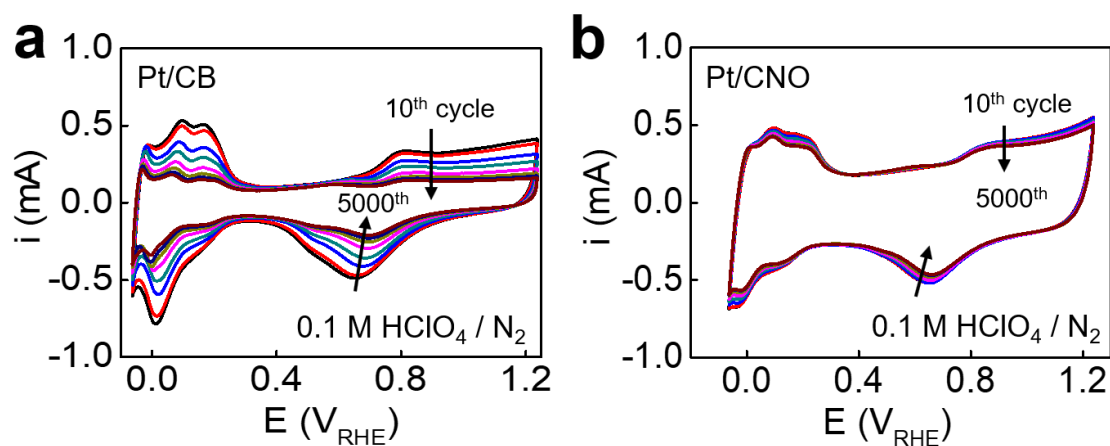 a
Pt/CB
10th cycle
5000th
0.1 M HClO4 / N2
i (mA)
1.0
0.5
0.0
-0.5
-1.0
0.0 0.4 0.8 1.2
E (VRHE)
b
Pt/CNO
10th cycle
5000th
0.1 M HClO4 / N2
i (mA)
1.0
0.5
0.0
-0.5
-1.0
0.0 0.4 0.8 1.2
E (VRHE)